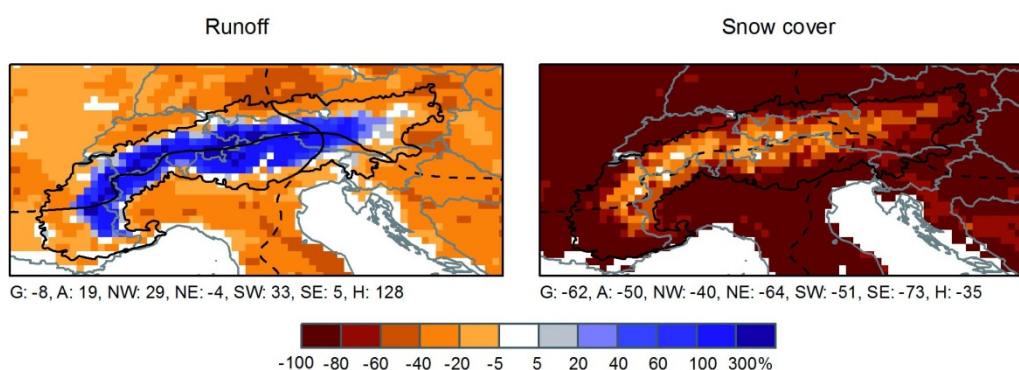 Runoff
Snow cover
G: -8, A: 19, NW: 29, NE: -4, SW: 33, SE: 5, H: 128
G: -62, A: -50, NW: -40, NE: -64, SW: -51, SE: -73, H: -35
-100 -80 -60 -40 -20 -5 5 20 40 60 100 300%